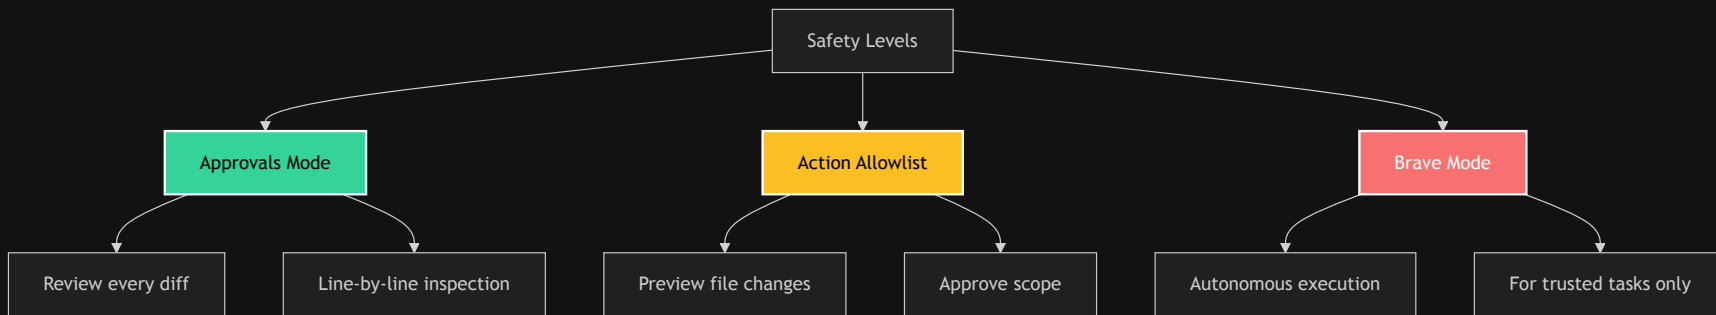 Safety Levels
Approvals Mode
Action Allowlist
Brave Mode
Review every diff
Line-by-line inspection
Preview file changes
Approve scope
Autonomous execution
For trusted tasks only